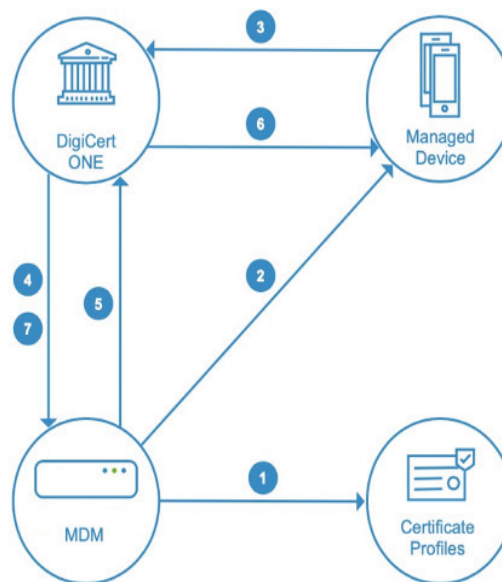 3
DigiCert
ONE
6
Managed
Device
4
5
2
7
1
MDM
Certificate
Profiles